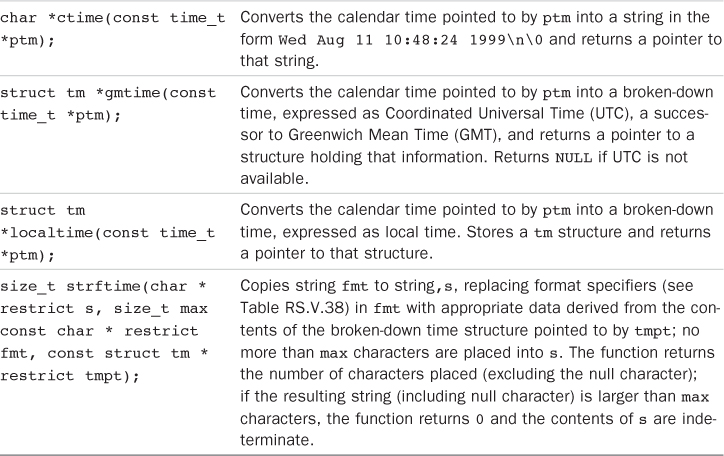 char *ctime(const time_t
*ptm);
Converts the calendar time pointed to by ptm into a string in the
form Wed Aug 11 10:48:24 1999\n\0 and returns a pointer to
that string.
struct tm *gmtime(const
time_t *ptm);
Converts the calendar time pointed to by ptm into a broken-down
time, expressed as Coordinated Universal Time (UTC), a succes-
sor to Greenwich Mean Time (GMT), and returns a pointer to a
structure holding that information. Returns NULL if UTC is not
available.
struct tm
*localtime(const time_t
*ptm);
Converts the calendar time pointed to by ptm into a broken-down
time, expressed as local time. Stores a tm structure and returns
a pointer to that structure.
size_t strftime(char *
restrict s, size_t max
const char * restrict
fmt, const struct tm *
restrict tmpt);
Copies string fmt to string,s, replacing format specifiers (see
Table RS.V.38) in fmt with appropriate data derived from the con-
tents of the broken-down time structure pointed to by tmpt; no
more than max characters are placed into s. The function returns
the number of characters placed (excluding the null character);
if the resulting string (including null character) is larger than max
characters, the function returns 0 and the contents of s are inde-
terminate.